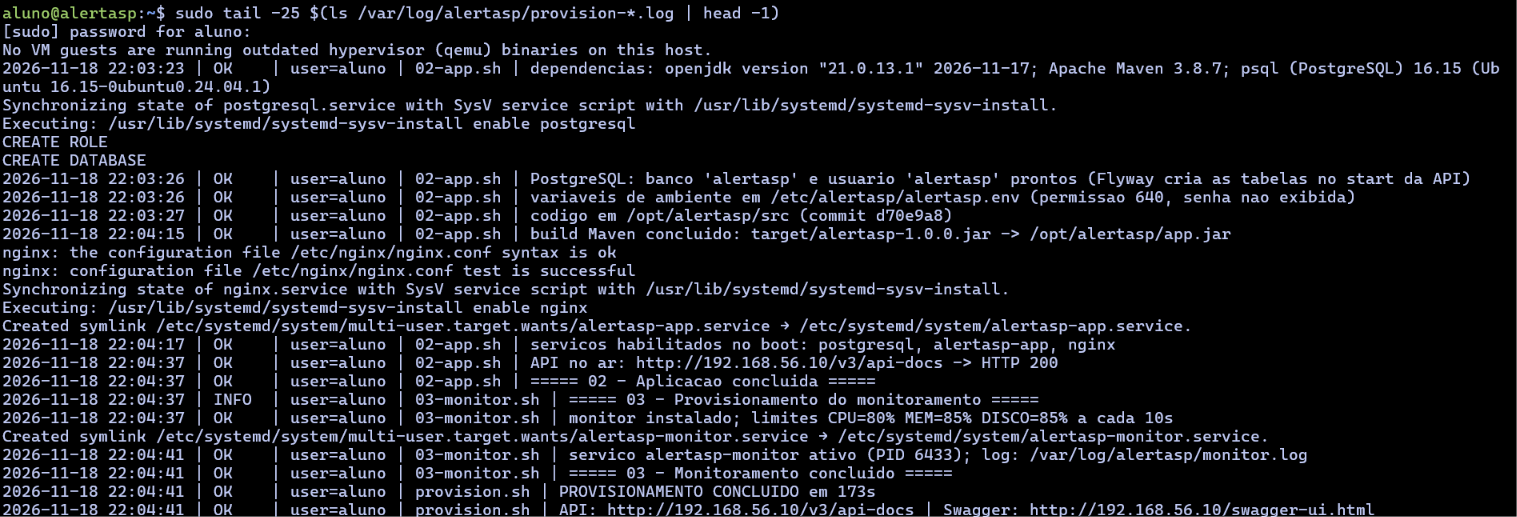 aluno@alertasp:~$ sudo tail -25 $(ls /var/log/alertasp/provision-*.log | head -1)
[sudo] password for aluno:
No VM guests are running outdated hypervisor (qemu) binaries on this host.
2026-11-18 22:03:23 | OK    | user=aluno | 02-app.sh | dependencias: openjdk version "21.0.13.1" 2026-11-17; Apache Maven 3.8.7; psql (PostgreSQL) 16.15 (Ub
untu 16.15-0ubuntu0.24.04.1)
Synchronizing state of postgresql.service with SysV service script with /usr/lib/systemd/systemd-sysv-install.
Executing: /usr/lib/systemd/systemd-sysv-install enable postgresql
CREATE ROLE
CREATE DATABASE
2026-11-18 22:03:26 | OK    | user=aluno | 02-app.sh | PostgreSQL: banco 'alertasp' e usuario 'alertasp' prontos (Flyway cria as tabelas no start da API)
2026-11-18 22:03:26 | OK    | user=aluno | 02-app.sh | variaveis de ambiente em /etc/alertasp/alertasp.env (permissao 640, senha nao exibida)
2026-11-18 22:03:27 | OK    | user=aluno | 02-app.sh | codigo em /opt/alertasp/src (commit d70e9a8)
2026-11-18 22:04:15 | OK    | user=aluno | 02-app.sh | build Maven concluido: target/alertasp-1.0.0.jar -> /opt/alertasp/app.jar
nginx: the configuration file /etc/nginx/nginx.conf syntax is ok
nginx: configuration file /etc/nginx/nginx.conf test is successful
Synchronizing state of nginx.service with SysV service script with /usr/lib/systemd/systemd-sysv-install.
Executing: /usr/lib/systemd/systemd-sysv-install enable nginx
Created symlink /etc/systemd/system/multi-user.target.wants/alertasp-app.service → /etc/systemd/system/alertasp-app.service.
2026-11-18 22:04:17 | OK    | user=aluno | 02-app.sh | servicos habilitados no boot: postgresql, alertasp-app, nginx
2026-11-18 22:04:37 | OK    | user=aluno | 02-app.sh | API no ar: http://192.168.56.10/v3/api-docs -> HTTP 200
2026-11-18 22:04:37 | OK    | user=aluno | 02-app.sh | ===== 02 - Aplicacao concluida =====
2026-11-18 22:04:37 | INFO  | user=aluno | 03-monitor.sh | ===== 03 - Provisionamento do monitoramento =====
2026-11-18 22:04:37 | OK    | user=aluno | 03-monitor.sh | monitor instalado; limites CPU=80% MEM=85% DISCO=85% a cada 10s
Created symlink /etc/systemd/system/multi-user.target.wants/alertasp-monitor.service → /etc/systemd/system/alertasp-monitor.service.
2026-11-18 22:04:41 | OK    | user=aluno | 03-monitor.sh | servico alertasp-monitor ativo (PID 6433); log: /var/log/alertasp/monitor.log
2026-11-18 22:04:41 | OK    | user=aluno | 03-monitor.sh | ===== 03 - Monitoramento concluido =====
2026-11-18 22:04:41 | OK    | user=aluno | provision.sh | PROVISIONAMENTO CONCLUIDO em 173s
2026-11-18 22:04:41 | OK    | user=aluno | provision.sh | API: http://192.168.56.10/v3/api-docs | Swagger: http://192.168.56.10/swagger-ui.html